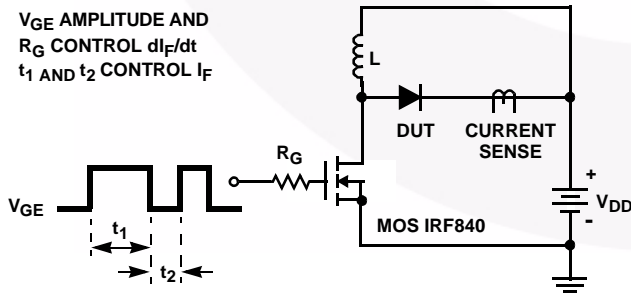 VGE AMPLITUDE AND
RG CONTROL dIF/dt
t1 AND t2 CONTROL IF
L
DUT
CURRENT
SENSE
RG
+
VDD
-
VGE
MOS IRF840
t1
t2